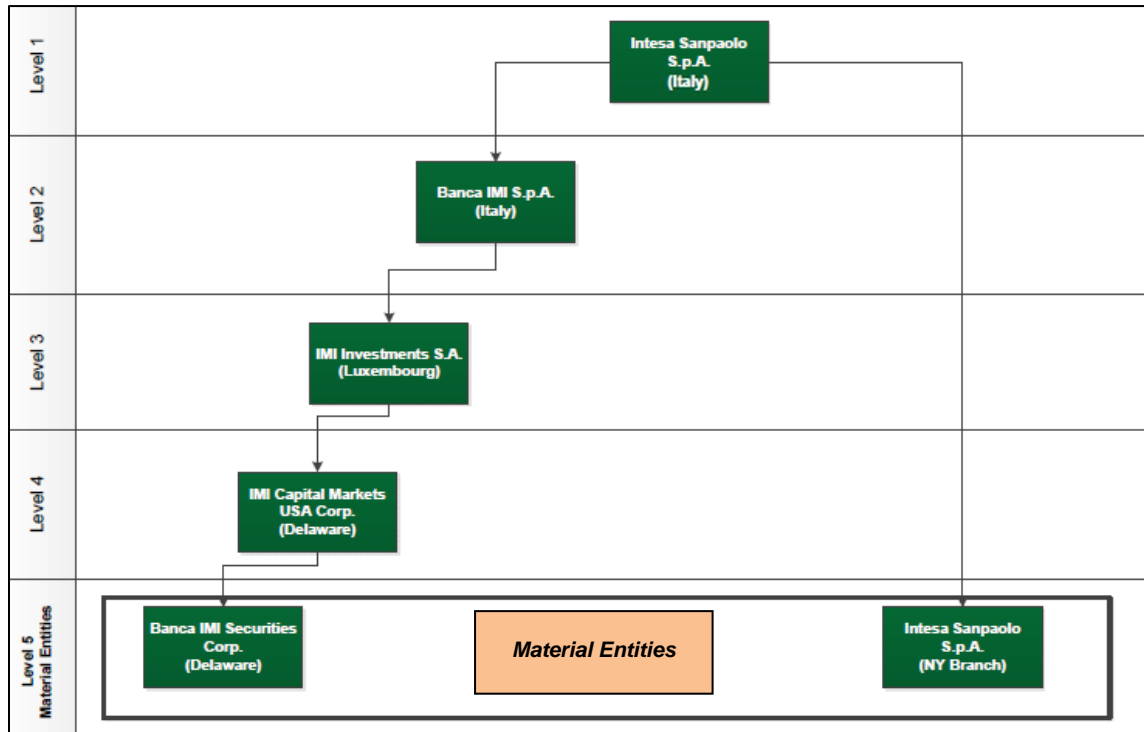 Level 1
Intesa Sanpaolo
S.p.A.
(Italy)
Level 2
Banca IMI S.p.A.
(Italy)
Level 3
IMI Investments S.A.
(Luxembourg)
Level 4
IMI Capital Markets
USA Corp.
(Delaware)
Level 5
Material Entities
Banca IMI Securities
Corp.
(Delaware)
Material Entities
Intesa Sanpaolo
S.p.A.
(NY Branch)